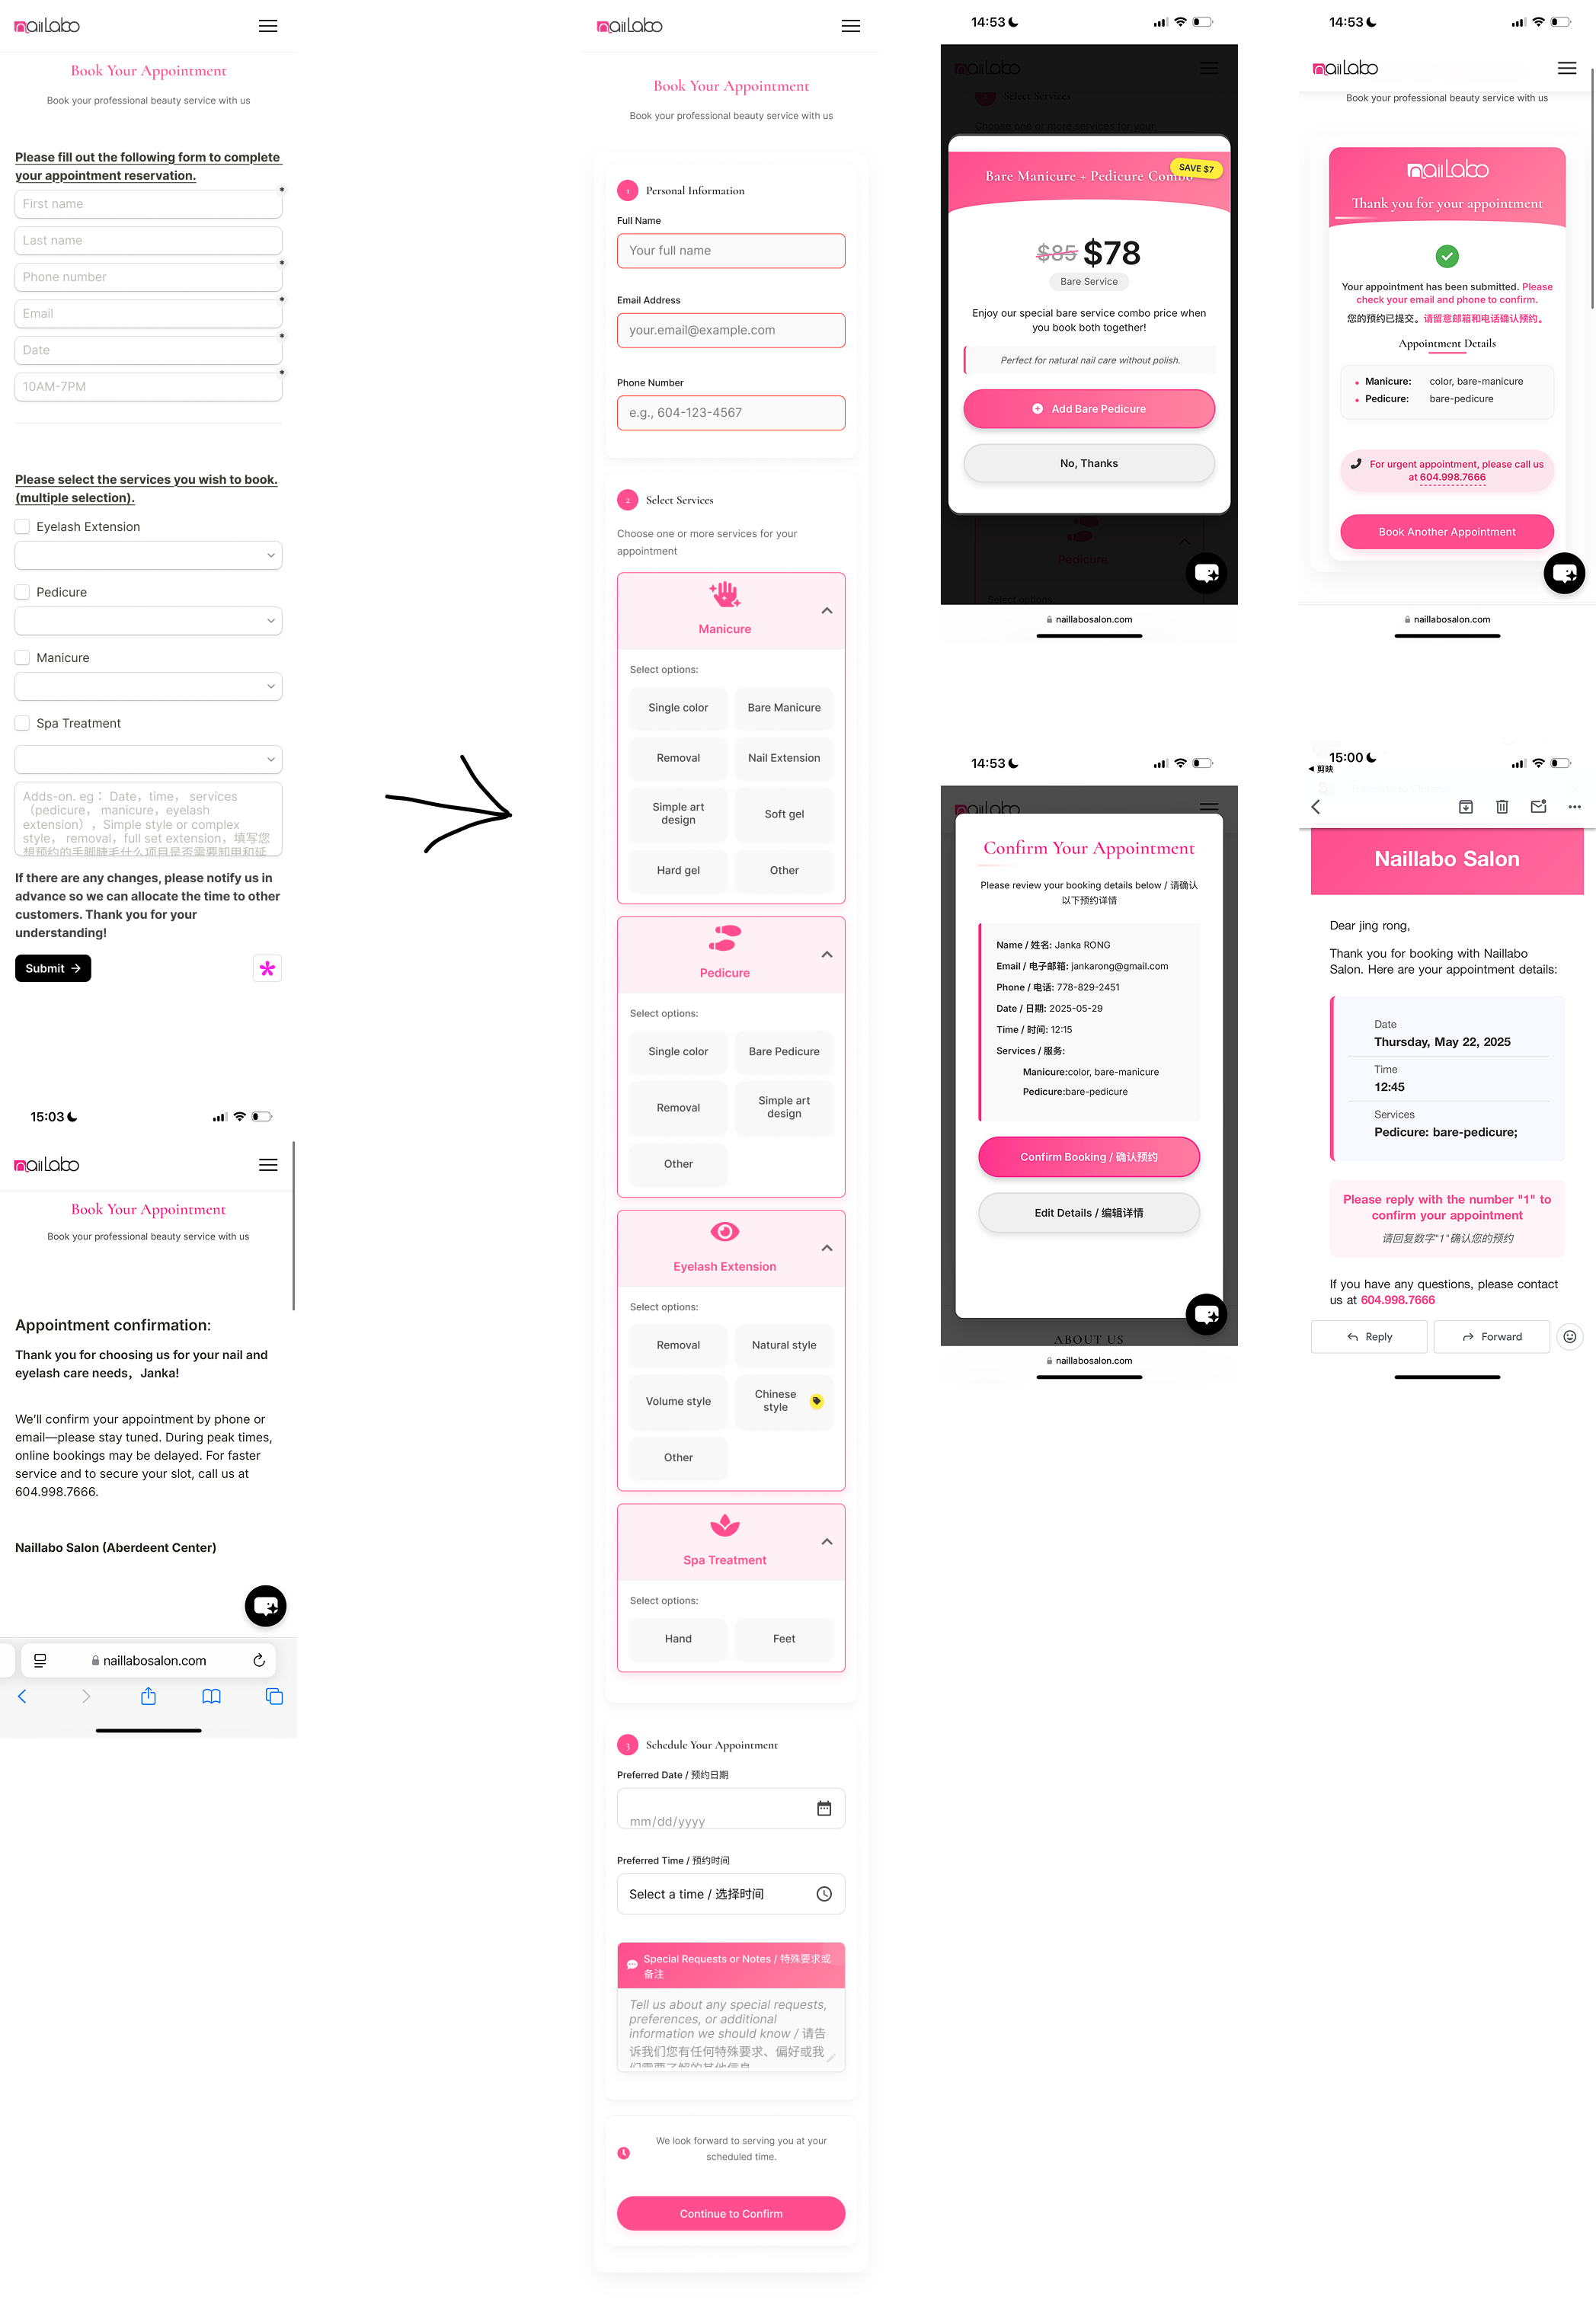 naiLabo
Book Your Appointment
Book your professional beauty service with us
Please fill out the following form to complete
your appointment reservation.
First name
*
Last name
Phone number
*
Email
*
Date
*
10AM-7PM
*
Please select the services you wish to book.
(multiple selection).
Eyelash Extension
Pedicure
Manicure
Spa Treatment
Adds-on. eg： Date，time， services
（pedicure， manicure，eyelash
extension），Simple style or complex
style， removal，full set extension，填写您
想预约的手脚睫毛什么项目是否需要卸甲和延
If there are any changes, please notify us in
advance so we can allocate the time to other
customers. Thank you for your
understanding!
Submit →
15:03
naiLabo
Book Your Appointment
Book your professional beauty service with us
Appointment confirmation:
Thank you for choosing us for your nail and
eyelash care needs，Janka!
We’ll confirm your appointment by phone or
email—please stay tuned. During peak times,
online bookings may be delayed. For faster
service and to secure your slot, call us at
604.998.7666.
Naillabo Salon (Aberdeent Center)
naillabosalon.com
naiLabo
Book Your Appointment
Book your professional beauty service with us
1 Personal Information
Full Name
Your full name
Email Address
your.email@example.com
Phone Number
e.g., 604-123-4567
2 Select Services
Choose one or more services for your
appointment
Manicure
Select options:
Single color Bare Manicure
Removal Nail Extension
Simple art
design
Soft gel
Hard gel Other
Pedicure
Select options:
Single color Bare Pedicure
Removal
Simple art
design
Other
Eyelash Extension
Select options:
Removal Natural style
Volume style
Chinese
style
Other
Spa Treatment
Select options:
Hand Feet
3 Schedule Your Appointment
Preferred Date / 预约日期
mm/dd/yyyy
Preferred Time / 预约时间
Select a time / 选择时间
Special Requests or Notes / 特殊要求或
备注
Tell us about any special requests,
preferences, or additional
information we should know / 请告
诉我们您有任何特殊要求、偏好或我
们需要了解的其他信息
We look forward to serving you at your
scheduled time.
Continue to Confirm
14:53
naiLabo
Select Services
Choose one or more services for your
Bare Manicure + Pedicure Combo
SAVE $7
$85 $78
Bare Service
Enjoy our special bare service combo price when
you book both together!
Perfect for natural nail care without polish.
Add Bare Pedicure
No, Thanks
Pedicure
Select options:
naillabosalon.com
14:53
naiLabo
Book your professional beauty service with us
naiLabo
Thank you for your appointment
Your appointment has been submitted. Please
check your email and phone to confirm.
您的预约已提交。请留意邮箱和电话确认预约。
Appointment Details
Manicure: color, bare-manicure
Pedicure: bare-pedicure
For urgent appointment, please call us
at 604.998.7666
Book Another Appointment
naillabosalon.com
14:53
naiLabo
Confirm Your Appointment
Please review your booking details below / 请确认
以下预约详情
Name / 姓名: Janka RONG
Email / 电子邮箱: jankarong@gmail.com
Phone / 电话: 778-829-2451
Date / 日期: 2025-05-29
Time / 时间: 12:15
Services / 服务:
Manicure:color, bare-manicure
Pedicure:bare-pedicure
Confirm Booking / 确认预约
Edit Details / 编辑详情
ABOUT US
naillabosalon.com
15:00
剪映
Naillabo Salon
Dear jing rong,
Thank you for booking with Naillabo
Salon. Here are your appointment details:
Date
Thursday, May 22, 2025
Time
12:45
Services
Pedicure: bare-pedicure;
Please reply with the number "1" to
confirm your appointment
请回复数字"1"确认您的预约
If you have any questions, please contact
us at 604.998.7666
Reply Forward